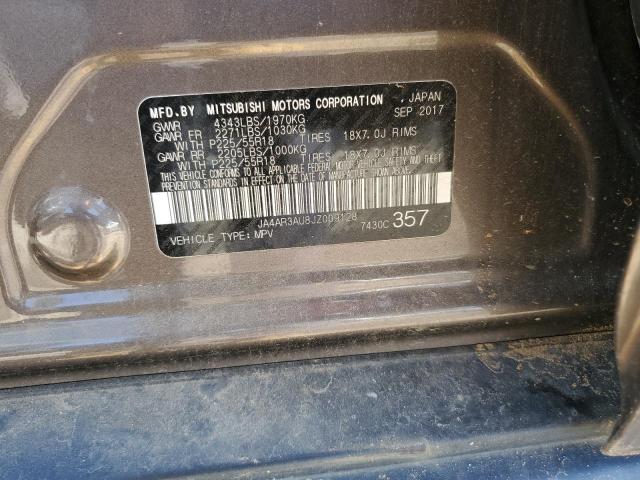 MFD.BY MITSUBISHI MOTORS CORPORATION , JAPAN
GVWR 4343LBS/1970KG SEP 2017
GAWR FR 2271LBS/1030KG
WITH P225/55R18 TIRES 18X7.0J RIMS
GAWR RR 2205LBS/1000KG
WITH P225/55R18 TIRES 18X7.0J RIMS
THIS VEHICLE CONFORMS TO ALL APPLICABLE FEDERAL MOTOR VEHICLE SAFETY AND THEFT
PREVENTION STANDARDS IN EFFECT ON THE DATE OF MANUFACTURE SHOWN ABOVE.
JA4AR3AU8JZ009128
VEHICLE TYPE: MPV 7430C 357